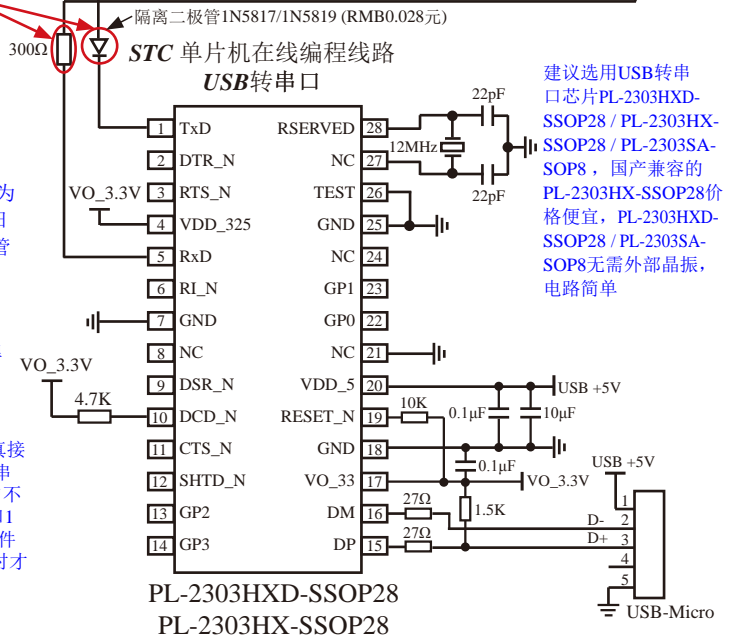 隔离二极管1N5817/1N5819 (RMB0.028元)
300Ω
STC 单片机在线编程线路
USB转串口
建议选用USB转串
口芯片PL-2303HXD-
SSOP28 / PL-2303HX-
SSOP28 / PL-2303SA-
SOP8 ，国产兼容的
PL-2303HX-SSOP28价
格便宜，PL-2303HXD-
SSOP28 / PL-2303SA-
SOP8无需外部晶振，
电路简单
22pF
12MHz
22pF
为
管
接
串
不
1
件
时才
VO_3.3V
VO_3.3V
4.7K
1 TxD
2 DTR_N
3 RTS_N
4 VDD_325
5 RxD
6 RI_N
7 GND
8 NC
9 DSR_N
10 DCD_N
11 CTS_N
12 SHTD_N
13 GP2
14 GP3
RSERVED 28
NC 27
TEST 26
GND 25
NC 24
GP1 23
GP0 22
NC 21
VDD_5 20
RESET_N 19
GND 18
VO_33 17
DM 16
DP 15
USB +5V
10K
0.1μF
10μF
0.1μF
VO_3.3V
27Ω
27Ω
1.5K
USB +5V
D-
D+
1
2
3
4
5
USB-Micro
PL-2303HXD-SSOP28
PL-2303HX-SSOP28